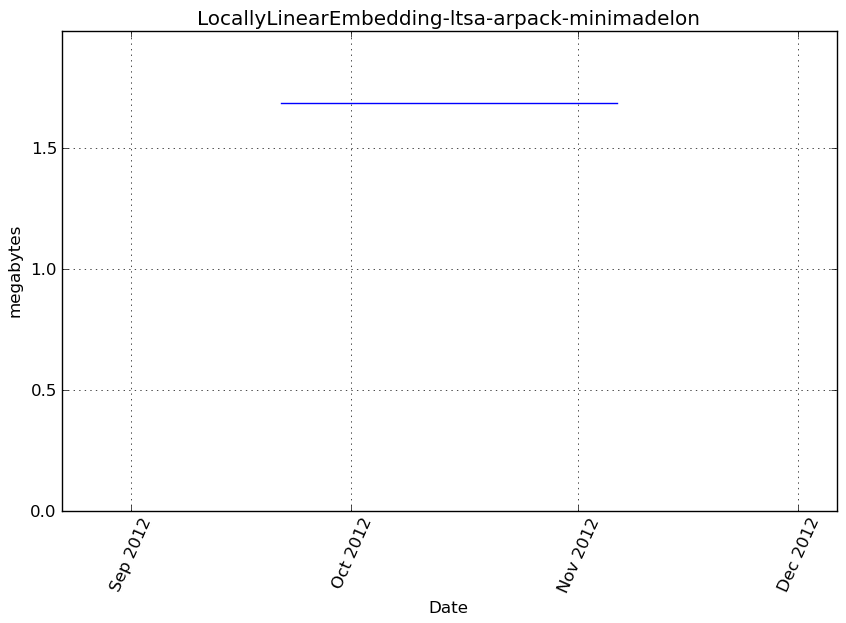 LocallyLinearEmbedding-ltsa-arpack-minimadelon
megabytes
1.5
1.0
0.5
0.0
Sep 2012
Oct 2012
Nov 2012
Dec 2012
Date